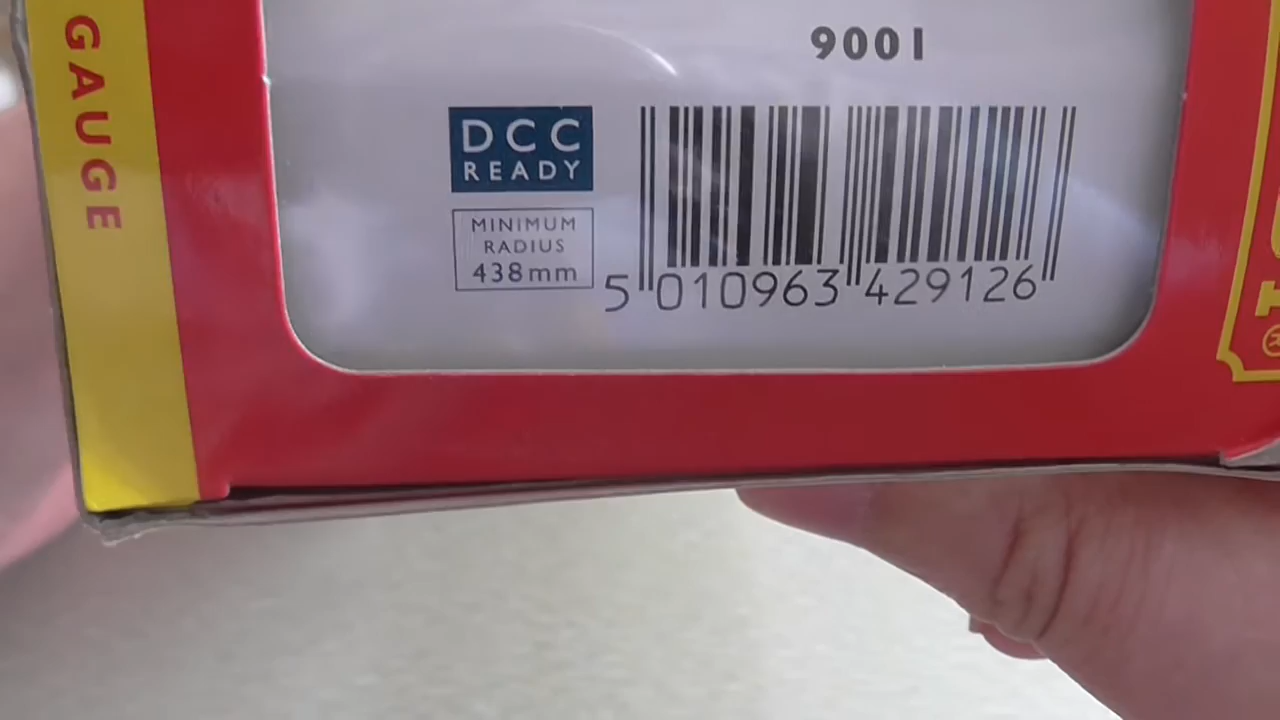 GAUGE
9001
DCC
READY
MINIMUM
RADIUS
438mm
5 010963 429126